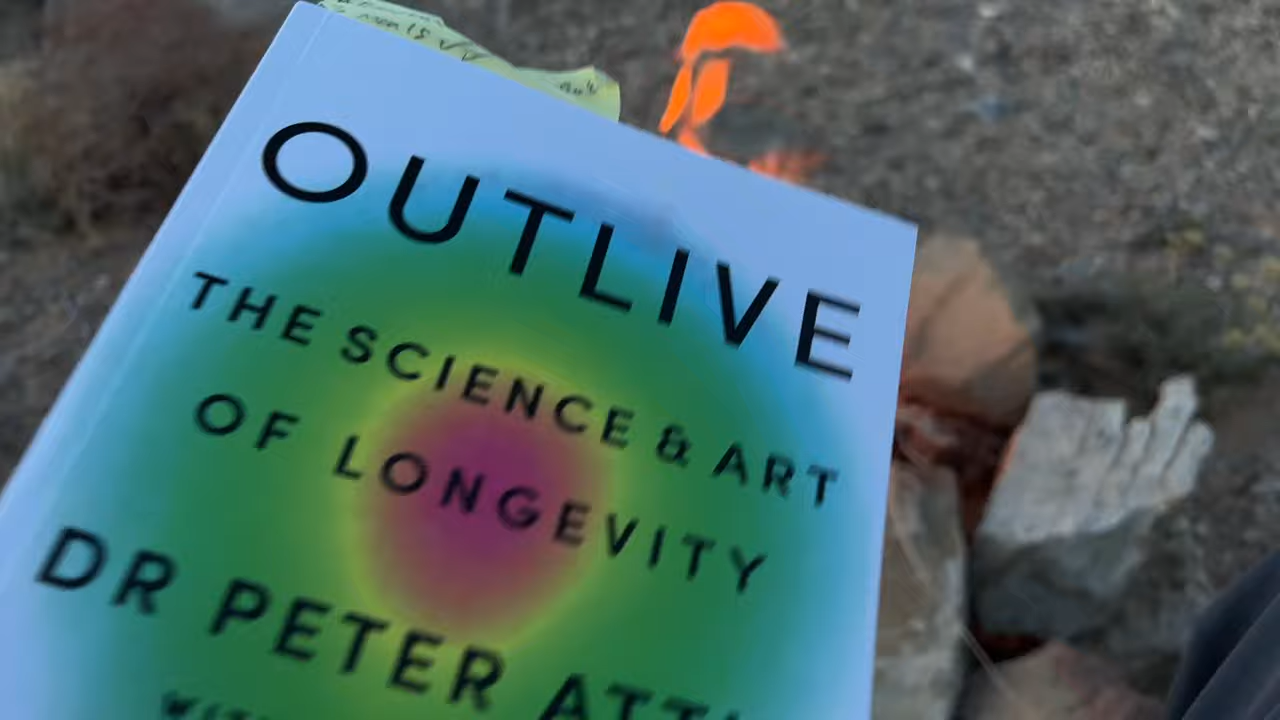 OUTLIVE
THE SCIENCE & ART
OF LONGEVITY
DR PETER